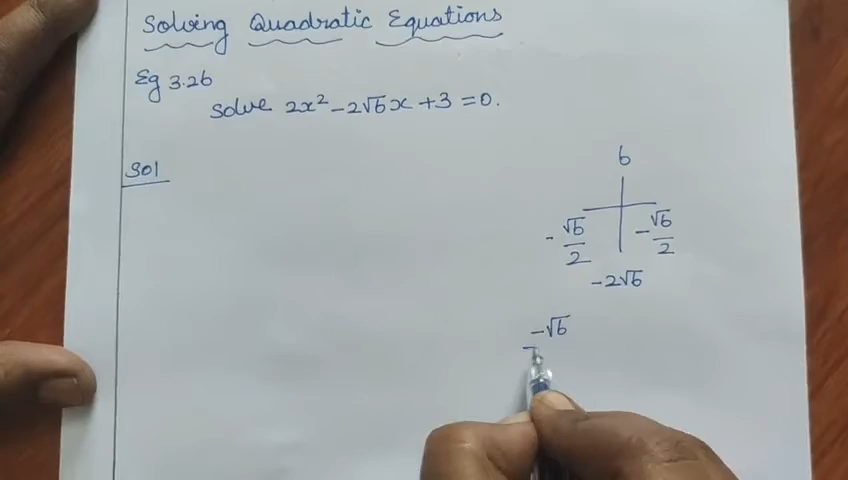 Solving Quadratic Equations
Eg 3.26
Solve 2x² - 2√6x + 3 = 0.
Sol
6
-√6/2 -√6/2
-2√6
-√6